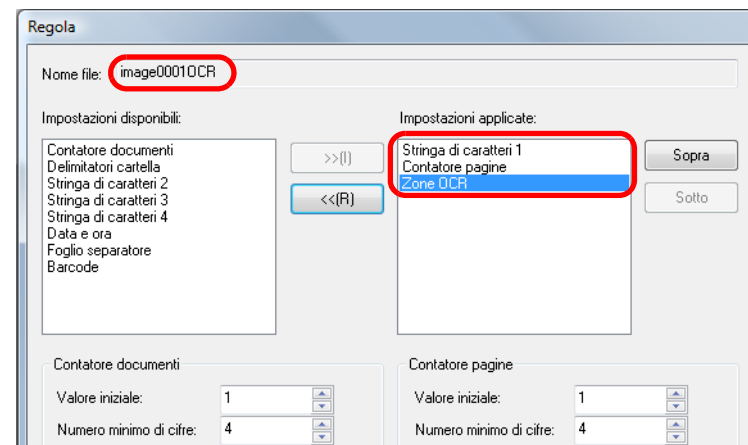 Regola
Nome file: image0001OCR
Impostazioni disponibili:
Contatore documenti
Delimitatori cartella
Stringa di caratteri 2
Stringa di caratteri 3
Stringa di caratteri 4
Data e ora
Foglio separatore
Barcode
>>(I)
<<(R)
Impostazioni applicate:
Stringa di caratteri 1
Contatore pagine
Zone OCR
Sopra
Sotto
Contatore documenti
Valore iniziale: 1
Numero minimo di cifre: 4
Contatore pagine
Valore iniziale: 1
Numero minimo di cifre: 4